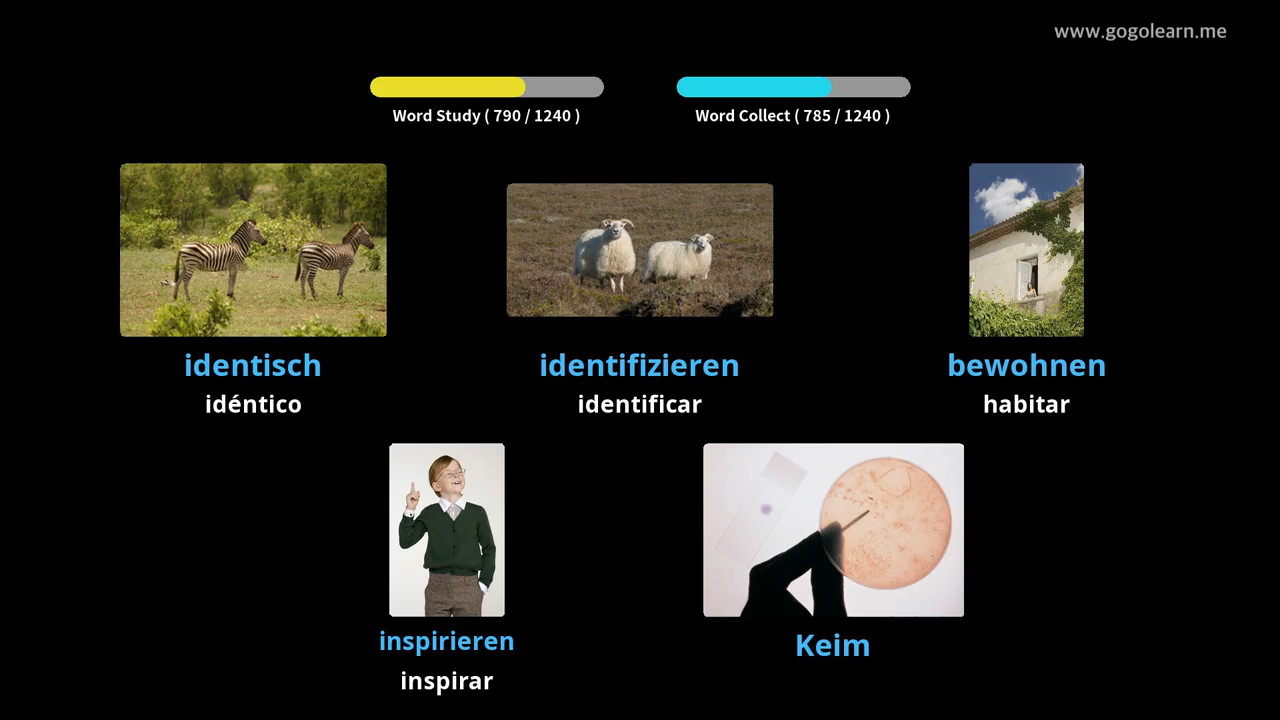 www.gogolearn.me
Word Study ( 790 / 1240 )
Word Collect ( 785 / 1240 )
identisch
idéntico
identifizieren
identificar
bewohnen
habitar
inspirieren
inspirar
Keim